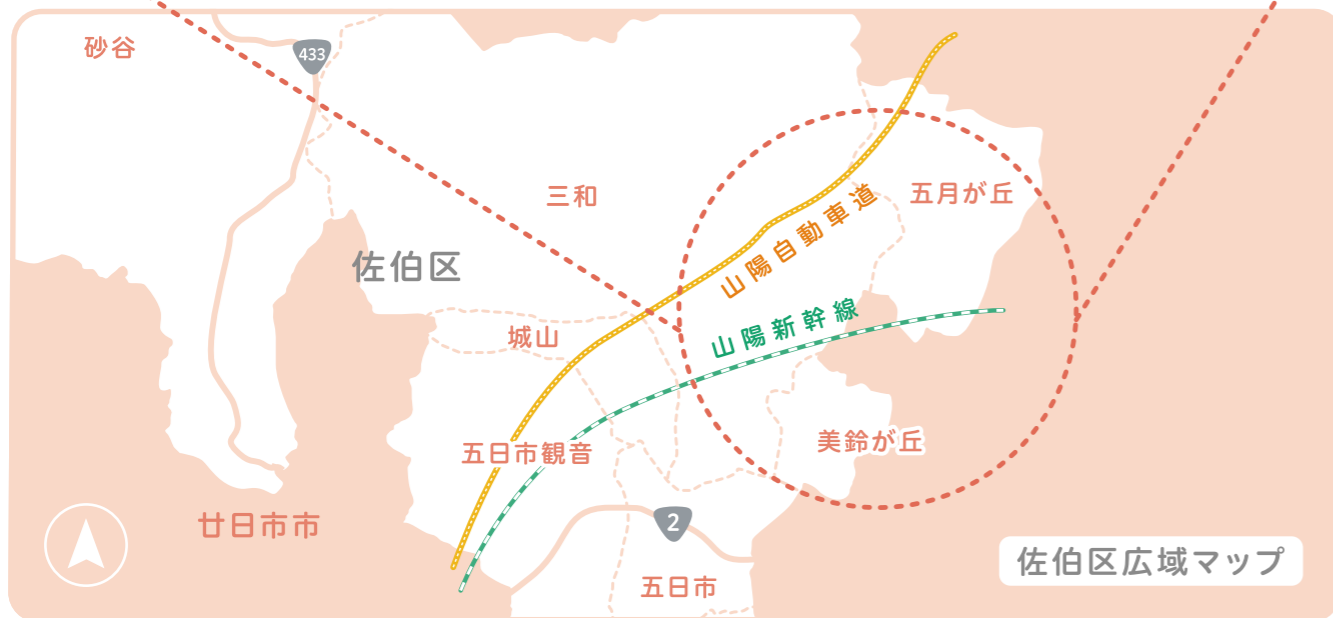 砂谷
433
三和
五月が丘
山陽自動車道
佐伯区
山陽新幹線
城山
五日市観音
美鈴が丘
廿日市市
2
五日市
佐伯区広域マップ